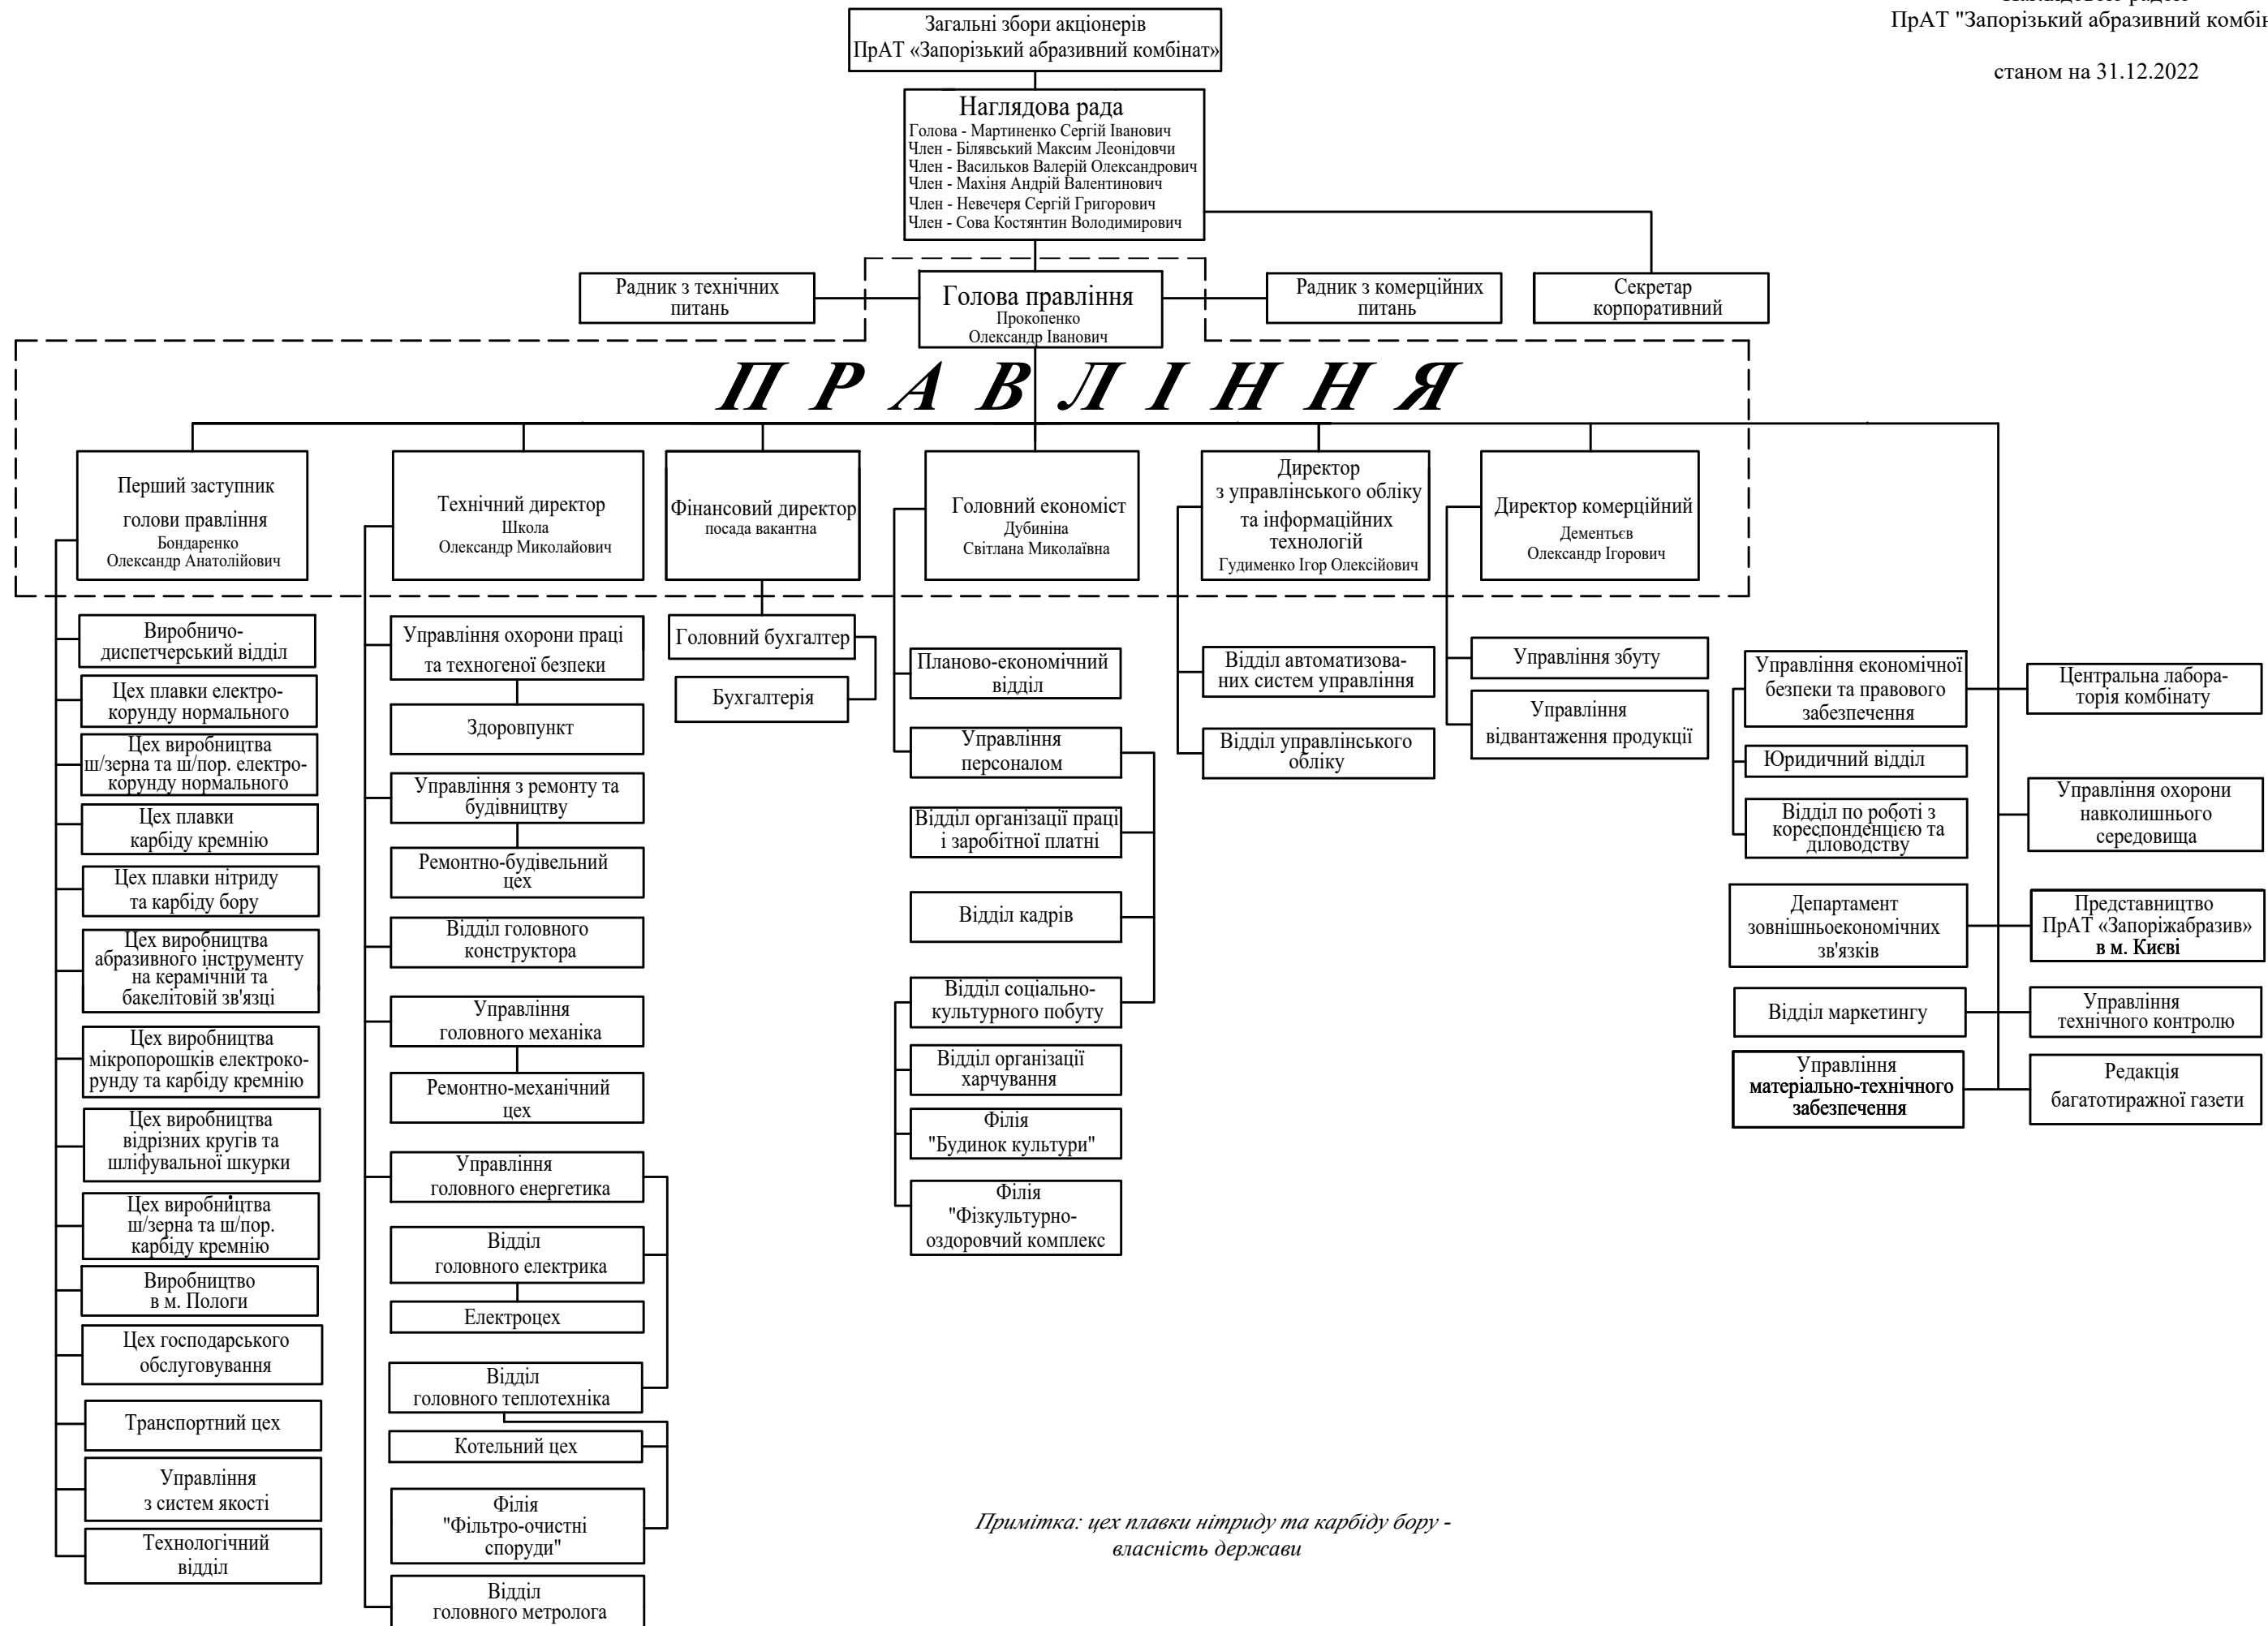 ПрАТ "Запорізький абразивний комбін
станом на 31.12.2022
Загальні збори акціонерів
ПрАТ «Запорізький абразивний комбінат»
Наглядова рада
Голова - Мартиненко Сергій Іванович
Член - Білявський Максим Леонідовчи
Член - Васильков Валерій Олександрович
Член - Махіня Андрій Валентинович
Член - Невечеря Сергій Григорович
Член - Сова Костянтин Володимирович
Радник з технічних
питань
Голова правління
Прокопенко
Олександр Іванович
Радник з комерційних
питань
Секретар
корпоративний
П Р А В Л І Н Н Я
Перший заступник
голови правління
Бондаренко
Олександр Анатолійович
Технічний директор
Школа
Олександр Миколайович
Фінансовий директор
посада вакантна
Головний економіст
Дубиніна
Світлана Миколаївна
Директор
з управлінського обліку
та інформаційних
технологій
Гудименко Ігор Олексійович
Директор комерційний
Дементьєв
Олександр Ігорович
Виробничо-
диспетчерський відділ
Цех плавки електро-
корунду нормального
Цех виробництва
ш/зерна та ш/пор. електро-
корунду нормального
Цех плавки
карбіду кремнію
Цех плавки нітриду
та карбіду бору
Цех виробництва
абразивного інструменту
на керамічній та
бакелітовій зв'язці
Цех виробництва
мікропорошків електроко-
рунду та карбіду кремнію
Цех виробництва
відрізних кругів та
шліфувальної шкурки
Цех виробництва
ш/зерна та ш/пор.
карбіду кремнію
Виробництво
в м. Пологи
Цех господарського
обслуговування
Транспортний цех
Управління
з систем якості
Технологічний
відділ
Управління охорони праці
та техногеної безпеки
Здоровпункт
Управління з ремонту та
будівництву
Ремонтно-будівельний
цех
Відділ головного
конструктора
Управління
головного механіка
Ремонтно-механічний
цех
Управління
головного енергетика
Відділ
головного електрика
Електроцех
Відділ
головного теплотехніка
Котельний цех
Філія
"Фільтро-очистні
споруди"
Відділ
головного метролога
Головний бухгалтер
Бухгалтерія
Планово-економічний
відділ
Управління
персоналом
Відділ організації праці
і заробітної платні
Відділ кадрів
Відділ соціально-
культурного побуту
Відділ організації
харчування
Філія
"Будинок культури"
Філія
"Фізкультурно-
оздоровчий комплекс
Відділ автоматизова-
них систем управління
Відділ управлінського
обліку
Управління збуту
Управління
відвантаження продукції
Управління економічної
безпеки та правового
забезпечення
Юридичний відділ
Відділ по роботі з
кореспонденцією та
діловодству
Департамент
зовнішньоекономічних
зв'язків
Відділ маркетингу
Управління
матеріально-технічного
забезпечення
Центральна лабора-
торія комбінату
Управління охорони
навколишнього
середовища
Представництво
ПрАТ «Запоріжабразив»
в м. Києві
Управління
технічного контролю
Редакція
багатотиражної газети
Примітка: цех плавки нітриду та карбіду бору -
власність держави